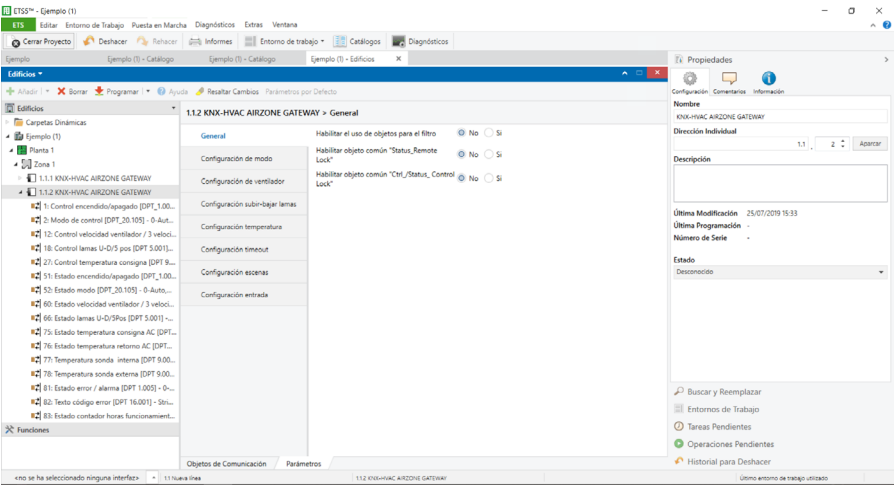 ETS5™ - Ejemplo (1)
ETS Editar Entorno de Trabajo Puesta en Marcha Diagnósticos Extras Ventana
Cerrar Proyecto Deshacer Rehacer Informes Entorno de trabajo Catálogos Diagnósticos
Ejemplo Ejemplo (1) - Catálogo Ejemplo (1) - Catálogo Ejemplo (1) - Edificios
Edificios
Añadir Borrar Programar Ayuda Resaltar Cambios Parámetros por Defecto
Edificios
Carpetas Dinámicas
Ejemplo (1)
Planta 1
Zona 1
1.1.1 KNX-HVAC AIRZONE GATEWAY
1.1.2 KNX-HVAC AIRZONE GATEWAY
1: Control encendido/apagado [DPT_1.00...
2: Modo de control [DPT_20.105] - 0-Aut...
12: Control velocidad ventilador / 3 veloci...
18: Control lamas U-D/5 pos [DPT 5.001]...
27: Control temperatura consigna [DPT 9....
51: Estado encendido/apagado [DPT_1.00...
52: Estado modo [DPT_20.105] - 0-Auto,...
60: Estado velocidad ventilador / 3 veloci...
66: Estado lamas U-D/5Pos [DPT 5.001] -...
75: Estado temperatura consigna AC [DPT...
76: Estado temperatura retorno AC [DPT...
77: Temperatura sonda interna [DPT 9.00...
78: Temperatura sonda externa [DPT 9.00...
81: Estado error / alarma [DPT 1.005] - 0-...
82: Texto código error [DPT 16.001] - Stri...
83: Estado contador horas funcionamient...
Funciones
1.1.2 KNX-HVAC AIRZONE GATEWAY > General
General
Configuración de modo
Configuración de ventilador
Configuración subir-bajar lamas
Configuración temperatura
Configuración timeout
Configuración escenas
Configuración entrada
Habilitar el uso de objetos para el filtro No Si
Habilitar objeto común "Status_Remote
Lock" No Si
Habilitar objeto común "Ctrl_/Status_ Control
Lock" No Si
Objetos de Comunicación Parámetros
Propiedades
Configuración Comentarios Información
Nombre
KNX-HVAC AIRZONE GATEWAY
Dirección Individual
1.1 . 2 Aparcar
Descripción
Última Modificación 25/07/2019 15:33
Última Programación -
Número de Serie -
Estado
Desconocido
Buscar y Reemplazar
Entornos de Trabajo
Tareas Pendientes
Operaciones Pendientes
Historial para Deshacer
<no se ha seleccionado ninguna interfaz> 1.1 Nueva línea 1.1.2 KNX-HVAC AIRZONE GATEWAY Último entorno de trabajo utilizado